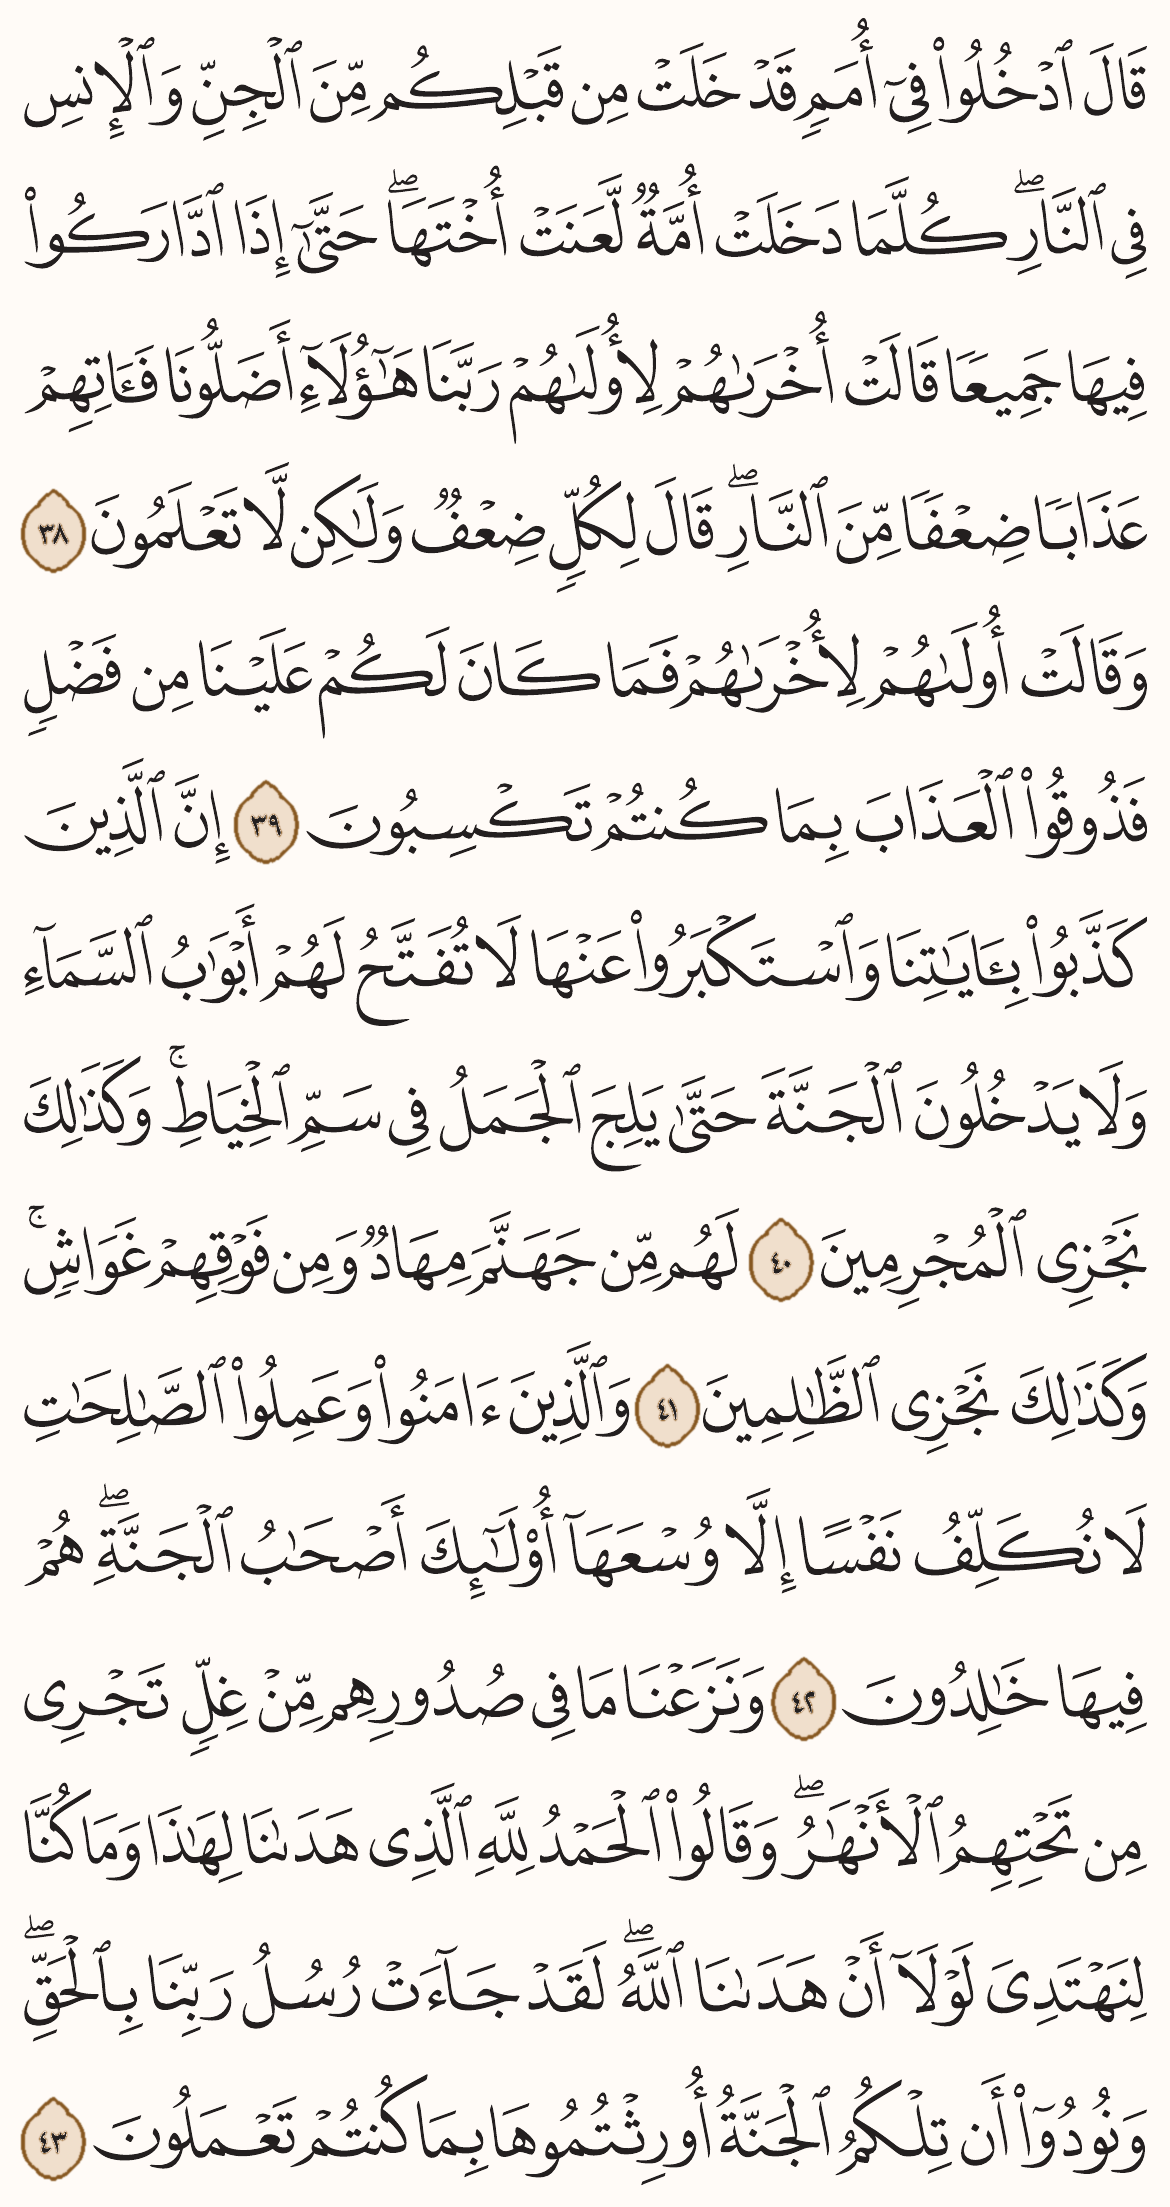 قَالَ ٱدْخُلُوا۟ فِىٓ أُمَمٍۢ قَدْ خَلَتْ مِن قَبْلِكُم مِّنَ ٱلْجِنِّ وَٱلْإِنسِ
فِى ٱلنَّارِ ۖ كُلَّمَا دَخَلَتْ أُمَّةٌۭ لَّعَنَتْ أُخْتَهَا ۖ حَتَّىٰٓ إِذَا ٱدَّارَكُوا۟
فِيهَا جَمِيعًۭا قَالَتْ أُخْرَىٰهُمْ لِأُولَىٰهُمْ رَبَّنَا هَٰٓؤُلَآءِ أَضَلُّونَا فَـَٔاتِهِمْ
عَذَابًۭا ضِعْفًۭا مِّنَ ٱلنَّارِ ۖ قَالَ لِكُلٍّۢ ضِعْفٌۭ وَلَٰكِن لَّا تَعْلَمُونَ ٣٨
وَقَالَتْ أُولَىٰهُمْ لِأُخْرَىٰهُمْ فَمَا كَانَ لَكُمْ عَلَيْنَا مِن فَضْلٍۢ
فَذُوقُوا۟ ٱلْعَذَابَ بِمَا كُنتُمْ تَكْسِبُونَ ٣٩ إِنَّ ٱلَّذِينَ
كَذَّبُوا۟ بِـَٔايَٰتِنَا وَٱسْتَكْبَرُوا۟ عَنْهَا لَا تُفَتَّحُ لَهُمْ أَبْوَٰبُ ٱلسَّمَآءِ
وَلَا يَدْخُلُونَ ٱلْجَنَّةَ حَتَّىٰ يَلِجَ ٱلْجَمَلُ فِى سَمِّ ٱلْخِيَاطِ ۚ وَكَذَٰلِكَ
نَجْزِى ٱلْمُجْرِمِينَ ٤٠ لَهُم مِّن جَهَنَّمَ مِهَادٌۭ وَمِن فَوْقِهِمْ غَوَاشٍۢ ۚ
وَكَذَٰلِكَ نَجْزِى ٱلظَّٰلِمِينَ ٤١ وَٱلَّذِينَ ءَامَنُوا۟ وَعَمِلُوا۟ ٱلصَّٰلِحَٰتِ
لَا نُكَلِّفُ نَفْسًا إِلَّا وُسْعَهَآ أُو۟لَٰٓئِكَ أَصْحَٰبُ ٱلْجَنَّةِ ۖ هُمْ
فِيهَا خَٰلِدُونَ ٤٢ وَنَزَعْنَا مَا فِى صُدُورِهِم مِّنْ غِلٍّۢ تَجْرِى
مِن تَحْتِهِمُ ٱلْأَنْهَٰرُ ۖ وَقَالُوا۟ ٱلْحَمْدُ لِلَّهِ ٱلَّذِى هَدَىٰنَا لِهَٰذَا وَمَا كُنَّا
لِنَهْتَدِىَ لَوْلَآ أَنْ هَدَىٰنَا ٱللَّهُ ۖ لَقَدْ جَآءَتْ رُسُلُ رَبِّنَا بِٱلْحَقِّ ۖ
وَنُودُوٓا۟ أَن تِلْكُمُ ٱلْجَنَّةُ أُورِثْتُمُوهَا بِمَا كُنتُمْ تَعْمَلُونَ ٤٣